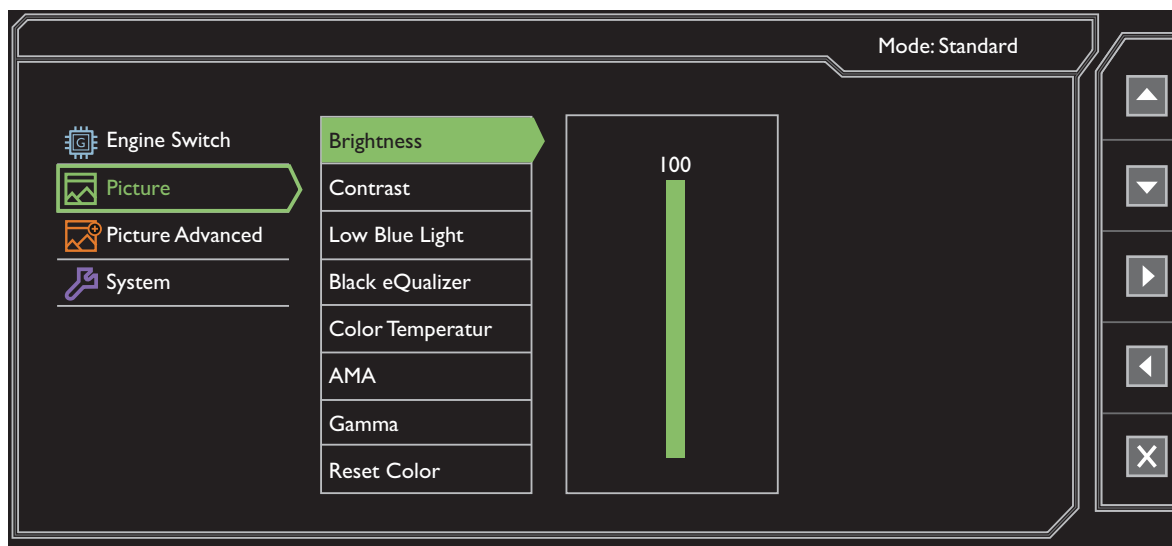 Mode: Standard
Engine Switch
Picture
Picture Advanced
System
Brightness
Contrast
Low Blue Light
Black eQualizer
Color Temperatur
AMA
Gamma
Reset Color
100
G
X